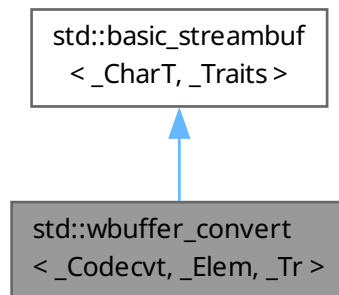 std::basic_streambuf
< _CharT, _Traits >
std::wbuffer_convert
< _Codecvt, _Elem, _Tr >